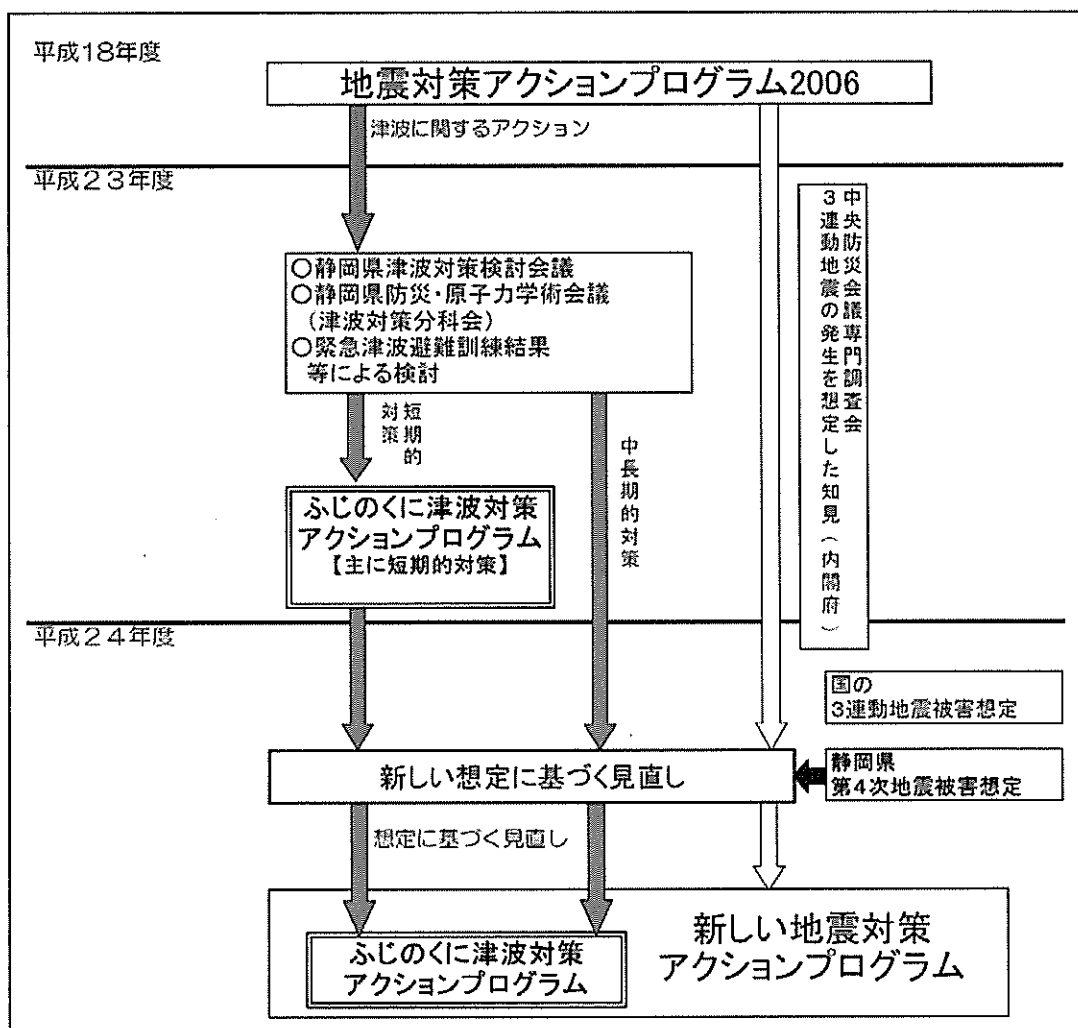 平成18年度
地震対策アクションプログラム2006
津波に関するアクション
平成23年度
中央防災会議専門調査会
3連動地震の発生を想定した知見(内閣府)
○静岡県津波対策検討会議
○静岡県防災・原子力学術会議
(津波対策分科会)
○緊急津波避難訓練結果
等による検討
短期的
対策
中長期的対策
ふじのくに津波対策
アクションプログラム
【主に短期的対策】
平成24年度
国の
3連動地震被害想定
新しい想定に基づく見直し
静岡県
第4次地震被害想定
想定に基づく見直し
新しい地震対策
アクションプログラム
ふじのくに津波対策
アクションプログラム